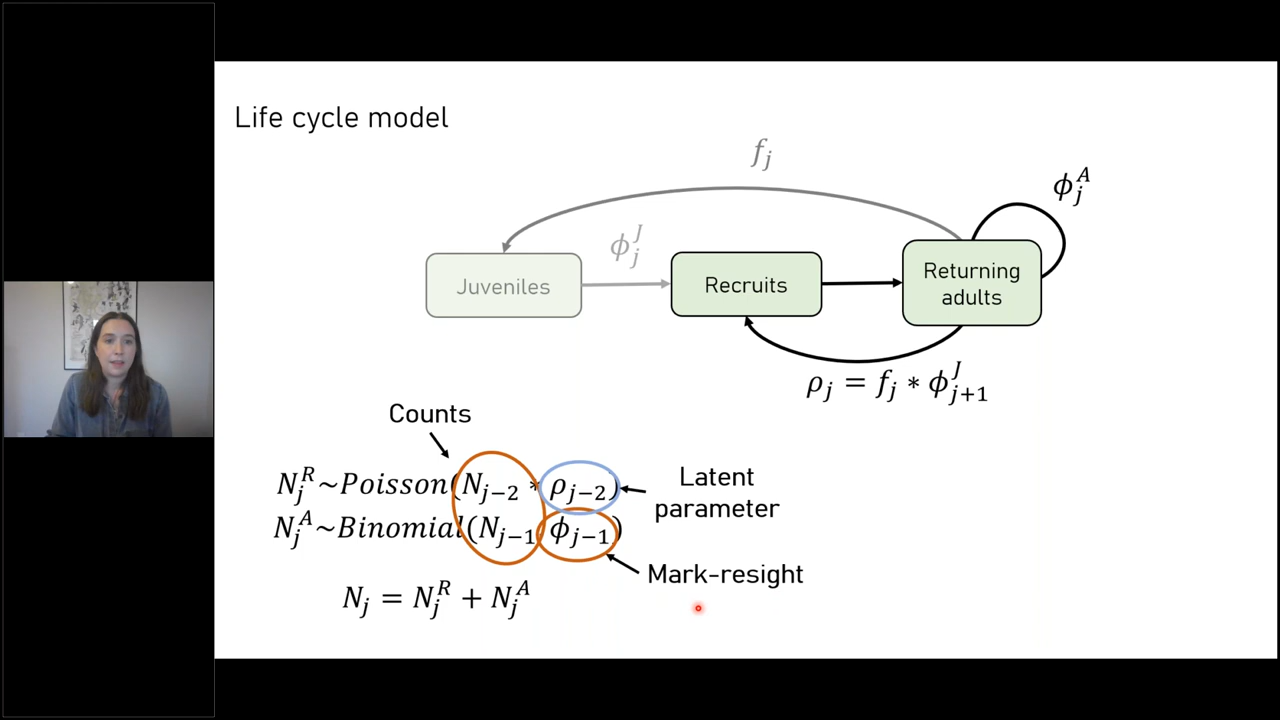 Life cycle model
f_j
ϕ_j^A
ϕ_j^J
Juveniles
Recruits
Returning
adults
ρ_j = f_j * ϕ_{j+1}^J
Counts
N_j^R~Poisson(N_{j−2} * ρ_{j−2})
Latent
parameter
N_j^A~Binomial(N_{j−1} ϕ_{j−1})
Mark-resight
N_j = N_j^R + N_j^A